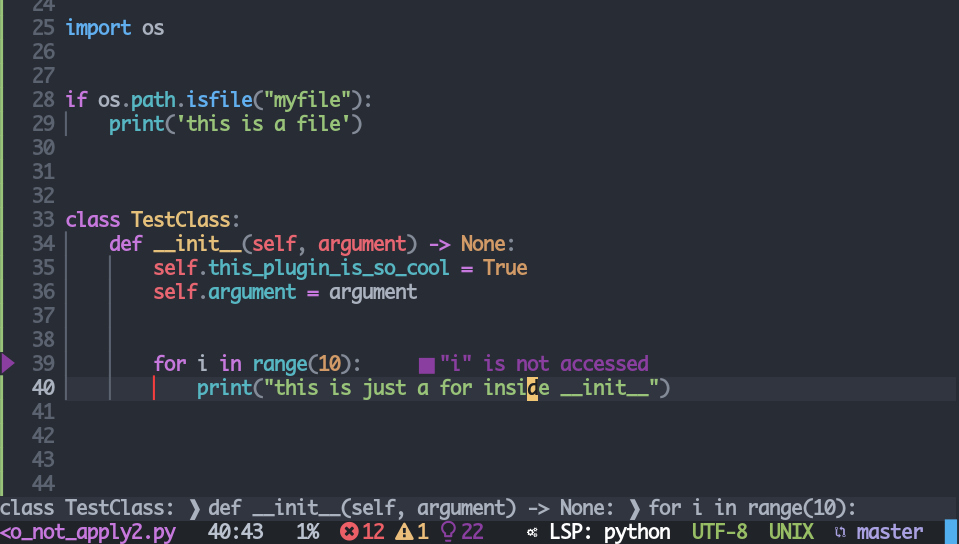 24
25 import os
26
27
28 if os.path.isfile("myfile"):
29     print('this is a file')
30
31
32
33 class TestClass:
34     def __init__(self, argument) -> None:
35         self.this_plugin_is_so_cool = True
36         self.argument = argument
37
38
39         for i in range(10):     ■"i" is not accessed
40             print("this is just a for inside __init__")
41
42
43
44
class TestClass: ❯ def __init__(self, argument) -> None: ❯ for i in range(10):
<o_not_apply2.py   40:43   1%   12   1   22   LSP: python   UTF-8   UNIX   master